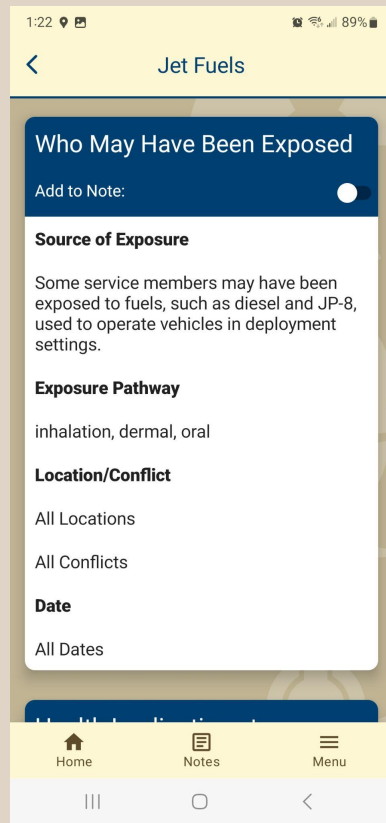 1:22 89%
Jet Fuels
Who May Have Been Exposed
Add to Note:
Source of Exposure
Some service members may have been
exposed to fuels, such as diesel and JP-8,
used to operate vehicles in deployment
settings.
Exposure Pathway
inhalation, dermal, oral
Location/Conflict
All Locations
All Conflicts
Date
All Dates
Home Notes Menu